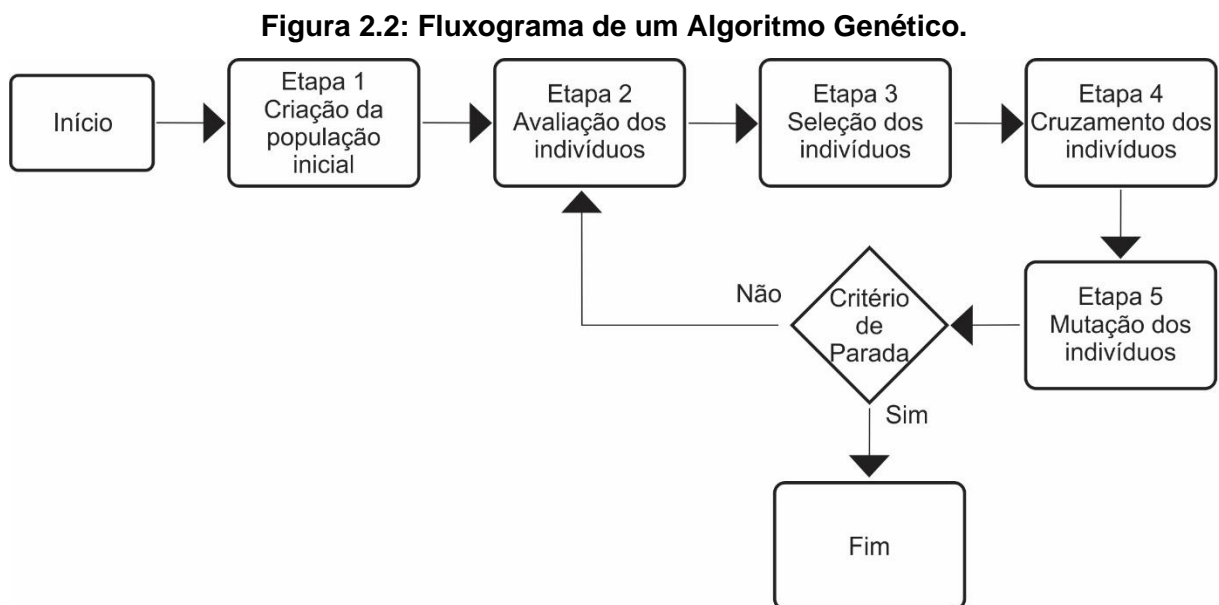 Figura 2.2: Fluxograma de um Algoritmo Genético.
Início
Etapa 1
Criação da
população
inicial
Etapa 2
Avaliação dos
indivíduos
Etapa 3
Seleção dos
indivíduos
Etapa 4
Cruzamento dos
indivíduos
Etapa 5
Mutação dos
indivíduos
Critério
de
Parada
Não
Sim
Fim